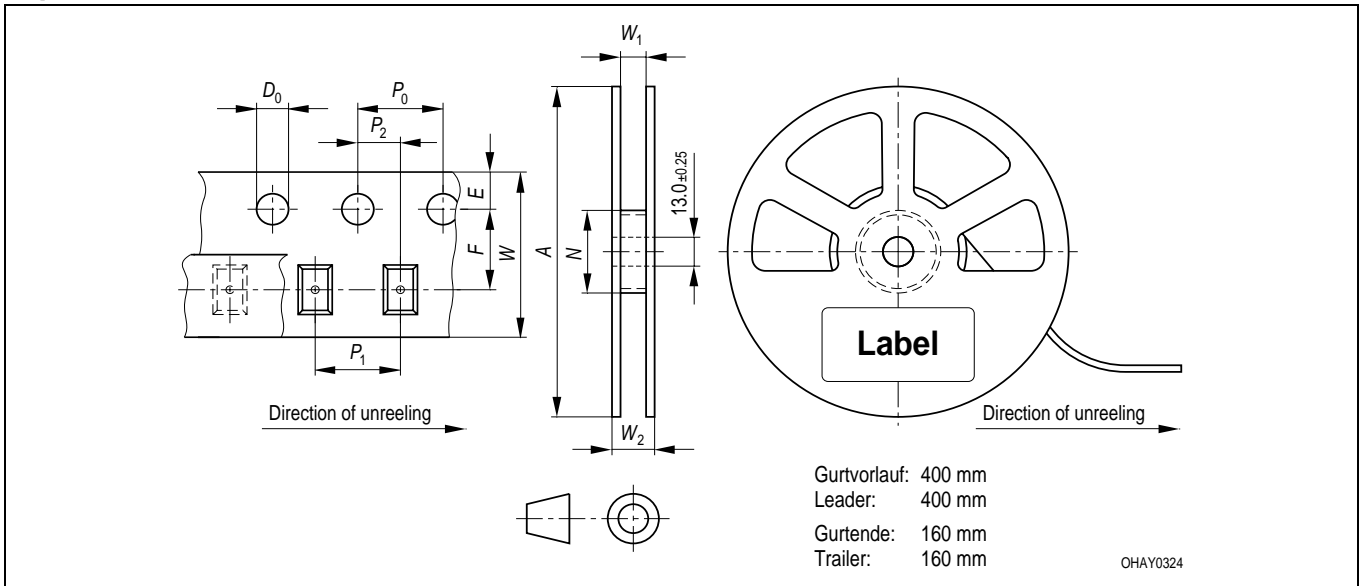 W₁
D₀
P₀
P₂
E
F
W
A
N
13.0±0.25
Label
P₁
Direction of unreeling
Direction of unreeling
W₂
Gurtvorlauf: 400 mm
Leader: 400 mm
Gurtende: 160 mm
Trailer: 160 mm
OHAY0324